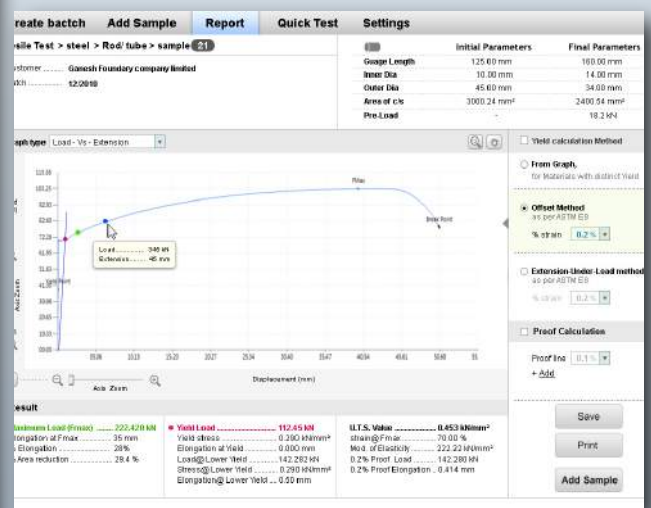 reate bactch Add Sample Report Quick Test Settings
sile Test > steel > Rod/ tube > sample 21
Initial Parameters Final Parameters
stomer ........ Ganesh Foundary company limited
12/2010
Guage Length 125.00 mm 160.00 mm
Inner Dia 10.00 mm 14.00 mm
Outer Dia 45.00 mm 34.00 mm
Area of c/s 3000.24 mm² 2400.54 mm²
Pre-Load - 18.2 kN
aph type Load - Vs - Extension
Yield calculation Method
From Graph,
for Materials with distinct Yield
Offset Method
as per ASTM E8
% strain 0.2 %
Extension-Under-Load method
as per ASTM E8
% strain 0.2 %
Proof Calculation
Proof line 0.1 %
+ Add
Save
Print
Add Sample
FMax
Break Point
Load ........ 346 kN
Extension ...... 46 mm
Axis Zoom
Displacement (mm)
Axis Zoom
esult
Maximum Load (Fmax) ........ 222.420 kN
longation at Fmax ........ 35 mm
Elongation ........ 28%
Area reduction ........ 29.4 %
Yield Load ........ 112.45 kN
Yield stress ........ 0.290 kN/mm²
Elongation at Yield ........ 0.000 mm
Load@ Lower Yield ........ 142.282 kN
Stress@ Lower Yield ........ 0.290 kN/mm²
Elongation@ Lower Yield ... 0.50 mm
U.T.S. Value ........ 0.453 kN/mm²
strain@ Fmax ........ 70.00 %
Mod. of Elasticity ........ 222.22 kN/mm²
0.2% Proof Load ........ 142.280 kN
0.2% Proof Elongation . 0.414 mm